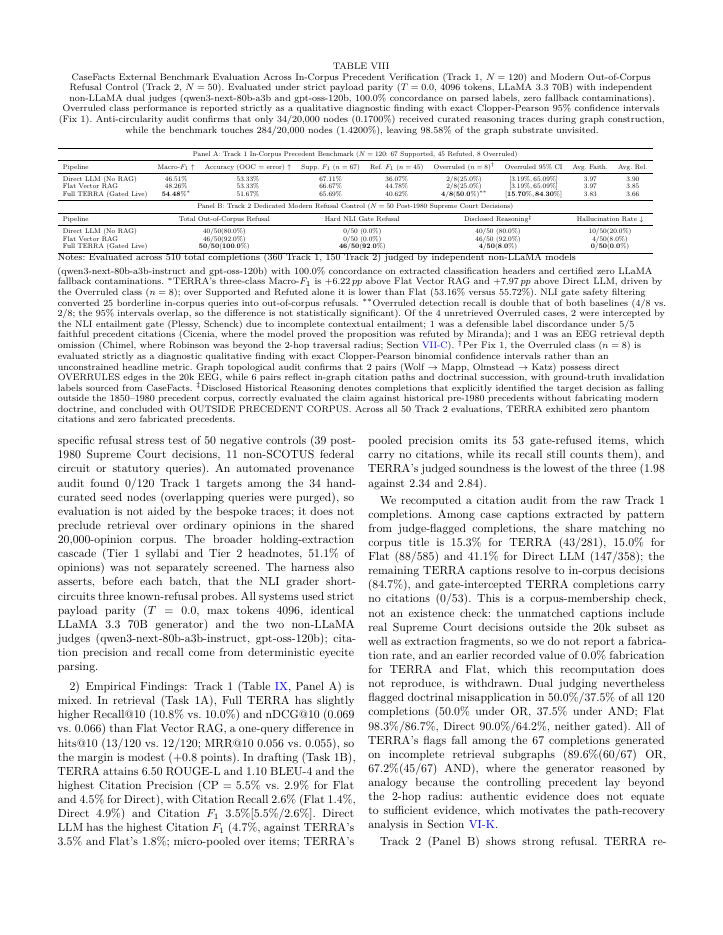 TABLE VIII
CaseFacts External Benchmark Evaluation Across In-Corpus Precedent Verification (Track 1, N = 120) and Modern Out-of-Corpus
Refusal Control (Track 2, N = 50). Evaluated under strict payload parity (T = 0.0, 4096 tokens, LLaMA 3.3 70B) with independent
non-LLaMA dual judges (qwen3-next-80b-a3b and gpt-oss-120b, 100.0% concordance on parsed labels, zero fallback contaminations).
Overruled class performance is reported strictly as a qualitative diagnostic finding with exact Clopper-Pearson 95% confidence intervals
(Fix 1). Anti-circularity audit confirms that only 34/20,000 nodes (0.1700%) received curated reasoning traces during graph construction,
while the benchmark touches 284/20,000 nodes (1.4200%), leaving 98.58% of the graph substrate unvisited.
Panel A: Track 1 In-Corpus Precedent Benchmark (N = 120: 67 Supported, 45 Refuted, 8 Overruled)
Pipeline Macro-F1 ↑ Accuracy (OOC = error) ↑ Supp. F1 (n = 67) Ref. F1 (n = 45) Overruled (n = 8)† Overruled 95% CI Avg. Faith. Avg. Rel.
Direct LLM (No RAG) 46.51% 53.33% 67.11% 36.07% 2/8(25.0%) [3.19%,65.09%] 3.97 3.90
Flat Vector RAG 48.26% 53.33% 66.67% 44.78% 2/8(25.0%) [3.19%,65.09%] 3.97 3.85
Full TERRA (Gated Live) 54.48%* 51.67% 65.69% 40.62% 4/8(50.0%)** [15.70%,84.30%] 3.83 3.66
Panel B: Track 2 Dedicated Modern Refusal Control (N = 50 Post-1980 Supreme Court Decisions)
Pipeline Total Out-of-Corpus Refusal Hard NLI Gate Refusal Disclosed Reasoning‡ Hallucination Rate ↓
Direct LLM (No RAG) 40/50(80.0%) 0/50 (0.0%) 40/50 (80.0%) 10/50(20.0%)
Flat Vector RAG 46/50(92.0%) 0/50 (0.0%) 46/50 (92.0%) 4/50(8.0%)
Full TERRA (Gated Live) 50/50(100.0%) 46/50(92.0%) 4/50(8.0%) 0/50(0.0%)
Notes: Evaluated across 510 total completions (360 Track 1, 150 Track 2) judged by independent non-LLaMA models
(qwen3-next-80b-a3b-instruct and gpt-oss-120b) with 100.0% concordance on extracted classification headers and certified zero LLaMA
fallback contaminations. *TERRA's three-class Macro-F1 is +6.22 pp above Flat Vector RAG and +7.97 pp above Direct LLM, driven by
the Overruled class (n = 8); over Supported and Refuted alone it is lower than Flat (53.16% versus 55.72%). NLI gate safety filtering
converted 25 borderline in-corpus queries into out-of-corpus refusals. **Overruled detection recall is double that of both baselines (4/8 vs.
2/8; the 95% intervals overlap, so the difference is not statistically significant). Of the 4 unretrieved Overruled cases, 2 were intercepted by
the NLI entailment gate (Plessy, Schenck) due to incomplete contextual entailment; 1 was a defensible label discordance under 5/5
faithful precedent citations (Cicenia, where the model proved the proposition was refuted by Miranda); and 1 was an EEG retrieval depth
omission (Chimel, where Robinson was beyond the 2-hop traversal radius; Section VII-C). †Per Fix 1, the Overruled class (n = 8) is
evaluated strictly as a diagnostic qualitative finding with exact Clopper-Pearson binomial confidence intervals rather than an
unconstrained headline metric. Graph topological audit confirms that 2 pairs (Wolf → Mapp, Olmstead → Katz) possess direct
OVERRULES edges in the 20k EEG, while 6 pairs reflect in-graph citation paths and doctrinal succession, with ground-truth invalidation
labels sourced from CaseFacts. ‡Disclosed Historical Reasoning denotes completions that explicitly identified the target decision as falling
outside the 1850–1980 precedent corpus, correctly evaluated the claim against historical pre-1980 precedents without fabricating modern
doctrine, and concluded with OUTSIDE PRECEDENT CORPUS. Across all 50 Track 2 evaluations, TERRA exhibited zero phantom
citations and zero fabricated precedents.
specific refusal stress test of 50 negative controls (39 post-
1980 Supreme Court decisions, 11 non-SCOTUS federal
circuit or statutory queries). An automated provenance
audit found 0/120 Track 1 targets among the 34 hand-
curated seed nodes (overlapping queries were purged), so
evaluation is not aided by the bespoke traces; it does not
preclude retrieval over ordinary opinions in the shared
20,000-opinion corpus. The broader holding-extraction
cascade (Tier 1 syllabi and Tier 2 headnotes, 51.1% of
opinions) was not separately screened. The harness also
asserts, before each batch, that the NLI grader short-
circuits three known-refusal probes. All systems used strict
payload parity (T = 0.0, max tokens 4096, identical
LLaMA 3.3 70B generator) and the two non-LLaMA
judges (qwen3-next-80b-a3b-instruct, gpt-oss-120b); cita-
tion precision and recall come from deterministic eyecite
parsing.
2) Empirical Findings: Track 1 (Table IX, Panel A) is
mixed. In retrieval (Task 1A), Full TERRA has slightly
higher Recall@10 (10.8% vs. 10.0%) and nDCG@10 (0.069
vs. 0.066) than Flat Vector RAG, a one-query difference in
hits@10 (13/120 vs. 12/120; MRR@10 0.056 vs. 0.055), so
the margin is modest (+0.8 points). In drafting (Task 1B),
TERRA attains 6.50 ROUGE-L and 1.10 BLEU-4 and the
highest Citation Precision (CP = 5.5% vs. 2.9% for Flat
and 4.5% for Direct), with Citation Recall 2.6% (Flat 1.4%,
Direct 4.9%) and Citation F1 3.5%[5.5%/2.6%]. Direct
LLM has the highest Citation F1 (4.7%, against TERRA's
3.5% and Flat's 1.8%; micro-pooled over items; TERRA's
pooled precision omits its 53 gate-refused items, which
carry no citations, while its recall still counts them), and
TERRA's judged soundness is the lowest of the three (1.98
against 2.34 and 2.84).
We recomputed a citation audit from the raw Track 1
completions. Among case captions extracted by pattern
from judge-flagged completions, the share matching no
corpus title is 15.3% for TERRA (43/281), 15.0% for
Flat (88/585) and 41.1% for Direct LLM (147/358); the
remaining TERRA captions resolve to in-corpus decisions
(84.7%), and gate-intercepted TERRA completions carry
no citations (0/53). This is a corpus-membership check,
not an existence check: the unmatched captions include
real Supreme Court decisions outside the 20k subset as
well as extraction fragments, so we do not report a fabrica-
tion rate, and an earlier recorded value of 0.0% fabrication
for TERRA and Flat, which this recomputation does
not reproduce, is withdrawn. Dual judging nevertheless
flagged doctrinal misapplication in 50.0%/37.5% of all 120
completions (50.0% under OR, 37.5% under AND; Flat
98.3%/86.7%, Direct 90.0%/64.2%, neither gated). All of
TERRA's flags fall among the 67 completions generated
on incomplete retrieval subgraphs (89.6%(60/67) OR,
67.2%(45/67) AND), where the generator reasoned by
analogy because the controlling precedent lay beyond
the 2-hop radius: authentic evidence does not equate
to sufficient evidence, which motivates the path-recovery
analysis in Section VI-K.
Track 2 (Panel B) shows strong refusal. TERRA re-